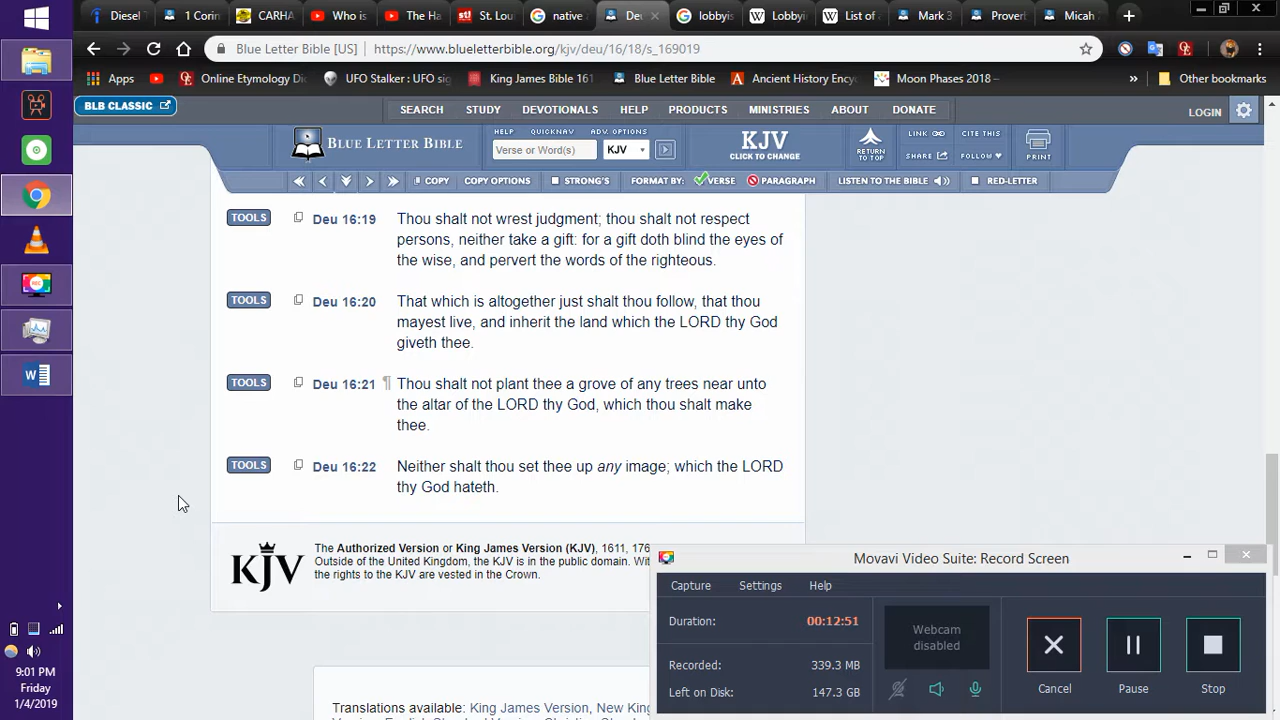 Diesel
1 Corin
CARHA
Who is
The Ha
St. Lou
native
Deu
lobbyis
Lobbyi
List of
Mark 3
Prover
Micah
Blue Letter Bible [US] https://www.blueletterbible.org/kjv/deu/16/18/s_169019
Apps
Online Etymology Dic
UFO Stalker : UFO sig
King James Bible 161
Blue Letter Bible
Ancient History Ency
Moon Phases 2018 –
»
Other bookmarks
BLB CLASSIC
SEARCH STUDY DEVOTIONALS HELP PRODUCTS MINISTRIES ABOUT DONATE
LOGIN
BLUE LETTER BIBLE
HELP QUICKNAV ADV. OPTIONS
Verse or Word(s) KJV
KJV
CLICK TO CHANGE
RETURN
TO TOP
LINK CITE THIS
SHARE FOLLOW
PRINT
COPY COPY OPTIONS STRONG'S FORMAT BY: VERSE PARAGRAPH LISTEN TO THE BIBLE RED-LETTER
TOOLS Deu 16:19 Thou shalt not wrest judgment; thou shalt not respect
persons, neither take a gift: for a gift doth blind the eyes of
the wise, and pervert the words of the righteous.
TOOLS Deu 16:20 That which is altogether just shalt thou follow, that thou
mayest live, and inherit the land which the LORD thy God
giveth thee.
TOOLS Deu 16:21 ¶ Thou shalt not plant thee a grove of any trees near unto
the altar of the LORD thy God, which thou shalt make
thee.
TOOLS Deu 16:22 Neither shalt thou set thee up any image; which the LORD
thy God hateth.
KJV
The Authorized Version or King James Version (KJV), 1611, 176
Outside of the United Kingdom, the KJV is in the public domain. Wit
the rights to the KJV are vested in the Crown.
Translations available: King James Version, New King
Movavi Video Suite: Record Screen
Capture Settings Help
Duration: 00:12:51
Recorded: 339.3 MB
Left on Disk: 147.3 GB
Webcam
disabled
Cancel
Pause
Stop
9:01 PM
Friday
1/4/2019